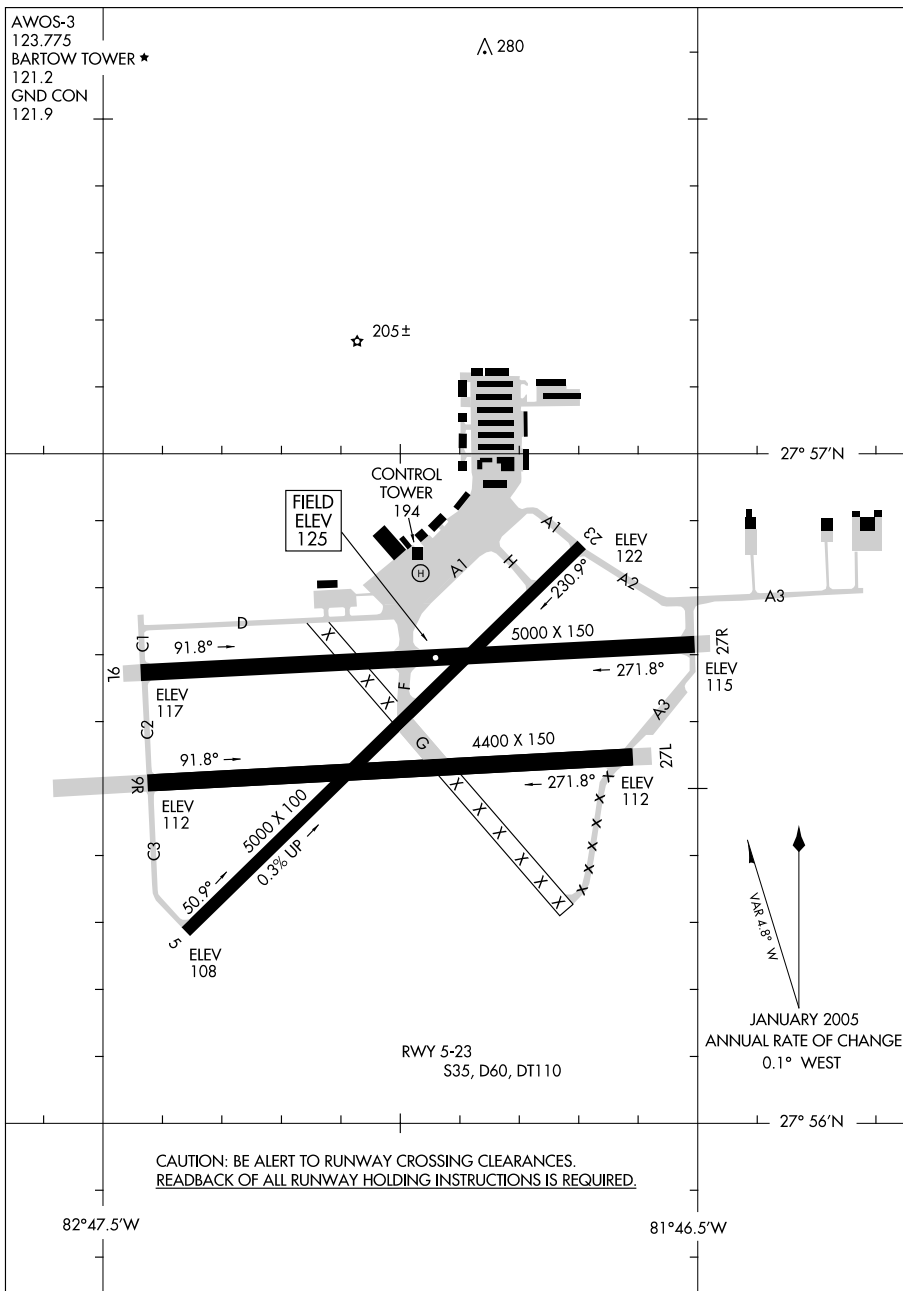 AWOS-3
123.775
BARTOW TOWER ★
121.2
GND CON
121.9
280
205±
27° 57'N
CONTROL
TOWER
194
FIELD
ELEV
125
H
A1
A1
H
23
ELEV
122
A2
230.9°
A3
D
C1
91.8°
5000 X 150
27R
9L
271.8°
ELEV
115
ELEV
117
X
X
X
F
A3
C2
G
4400 X 150
27L
91.8°
9R
271.8°
ELEV
112
ELEV
112
X X X X X X
x x x x x x
5000 X 100
0.3% UP
C3
50.9°
5
ELEV
108
VAR 4.8° W
JANUARY 2005
ANNUAL RATE OF CHANGE
0.1° WEST
RWY 5-23
S35, D60, DT110
27° 56'N
CAUTION: BE ALERT TO RUNWAY CROSSING CLEARANCES.
READBACK OF ALL RUNWAY HOLDING INSTRUCTIONS IS REQUIRED.
82°47.5'W
81°46.5'W